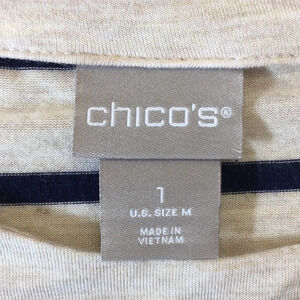 chico's®
1
U.S. SIZE M
MADE IN
VIETNAM